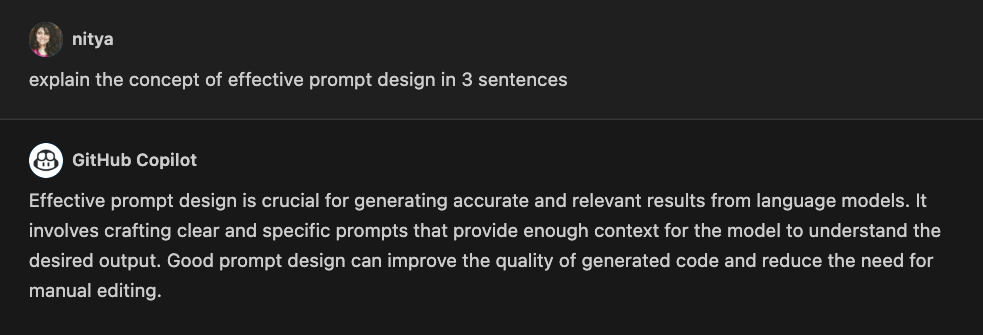 nitya
explain the concept of effective prompt design in 3 sentences
GitHub Copilot
Effective prompt design is crucial for generating accurate and relevant results from language models. It
involves crafting clear and specific prompts that provide enough context for the model to understand the
desired output. Good prompt design can improve the quality of generated code and reduce the need for
manual editing.